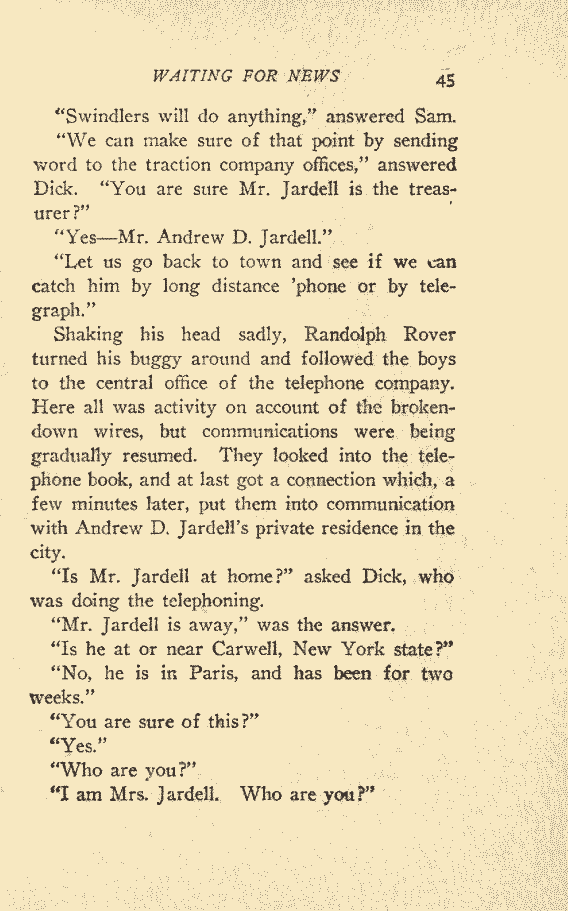 WAITING FOR NEWS 45
“Swindlers will do anything,” answered Sam.
“We can make sure of that point by sending
word to the traction company offices,” answered
Dick. “You are sure Mr. Jardell is the treas-
urer?”
“Yes—Mr. Andrew D. Jardell.”
“Let us go back to town and see if we can
catch him by long distance ’phone or by tele-
graph.”
Shaking his head sadly, Randolph Rover
turned his buggy around and followed the boys
to the central office of the telephone company.
Here all was activity on account of the broken-
down wires, but communications were being
gradually resumed. They looked into the tele-
phone book, and at last got a connection which, a
few minutes later, put them into communication
with Andrew D. Jardell’s private residence in the
city.
“Is Mr. Jardell at home?” asked Dick, who
was doing the telephoning.
“Mr. Jardell is away,” was the answer.
“Is he at or near Carwell, New York state?”
“No, he is in Paris, and has been for two
weeks.”
“You are sure of this?”
“Yes.”
“Who are you?”
“I am Mrs. Jardell. Who are you?”